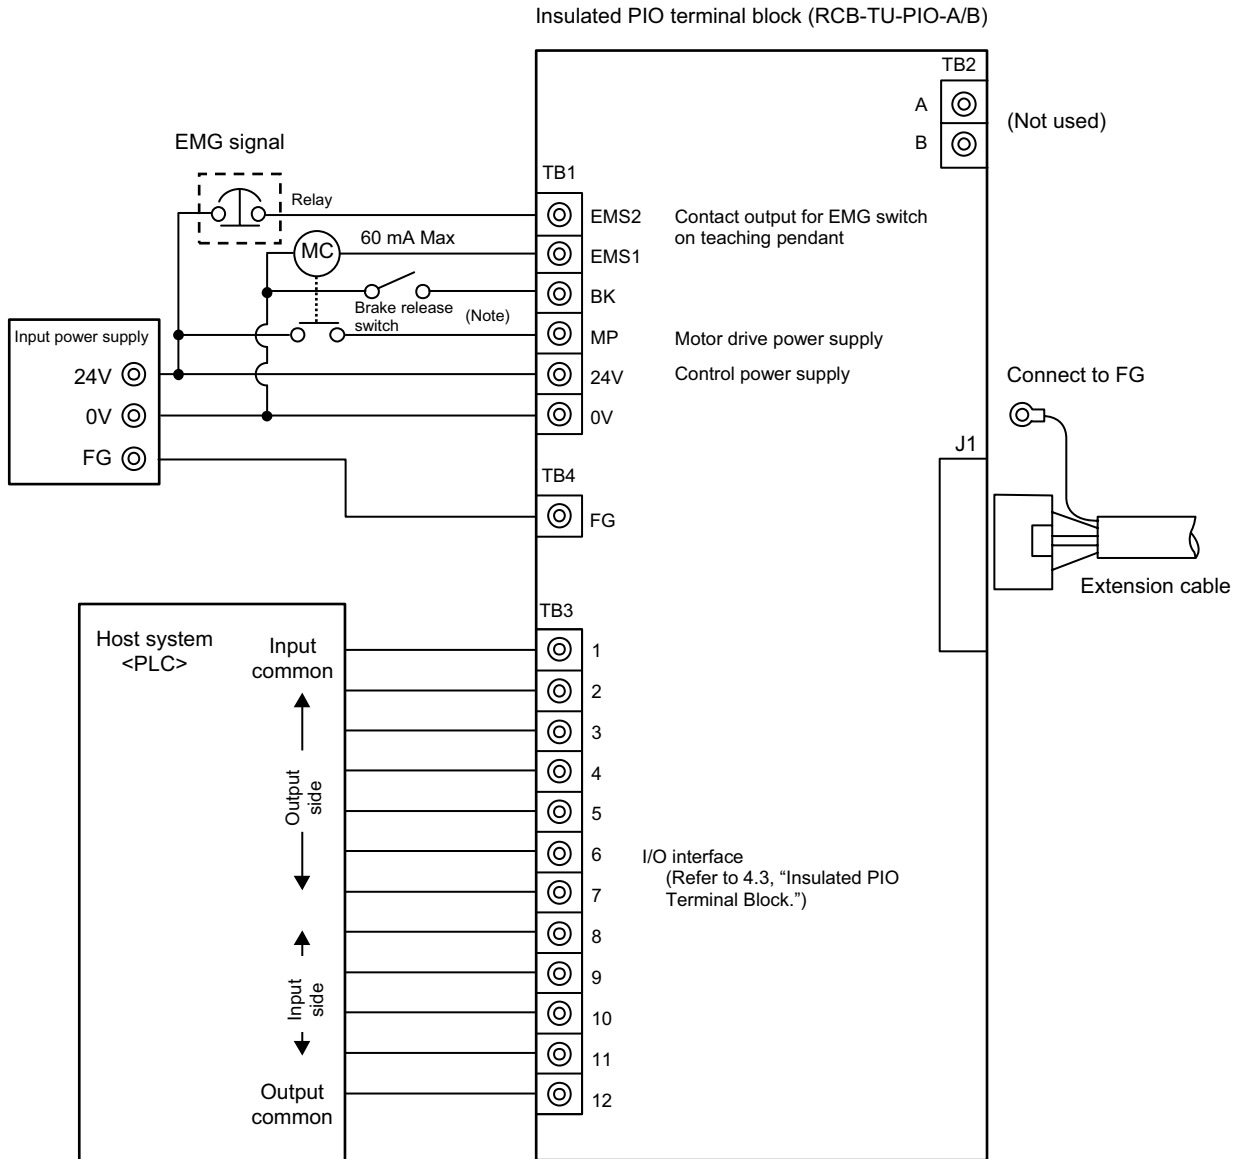 Insulated PIO terminal block (RCB-TU-PIO-A/B)
TB2
A
B
(Not used)
EMG signal
Relay
TB1
EMS2
Contact output for EMG switch
on teaching pendant
MC
60 mA Max
EMS1
BK
Brake release
switch
(Note)
MP
Motor drive power supply
Input power supply
24V
24V
Control power supply
0V
0V
FG
Connect to FG
J1
TB4
FG
Extension cable
TB3
Host system
<PLC>
Input
common
1
2
3
4
Output
side
5
6
I/O interface
(Refer to 4.3, “Insulated PIO
Terminal Block.”)
7
8
9
Input
side
10
11
Output
common
12